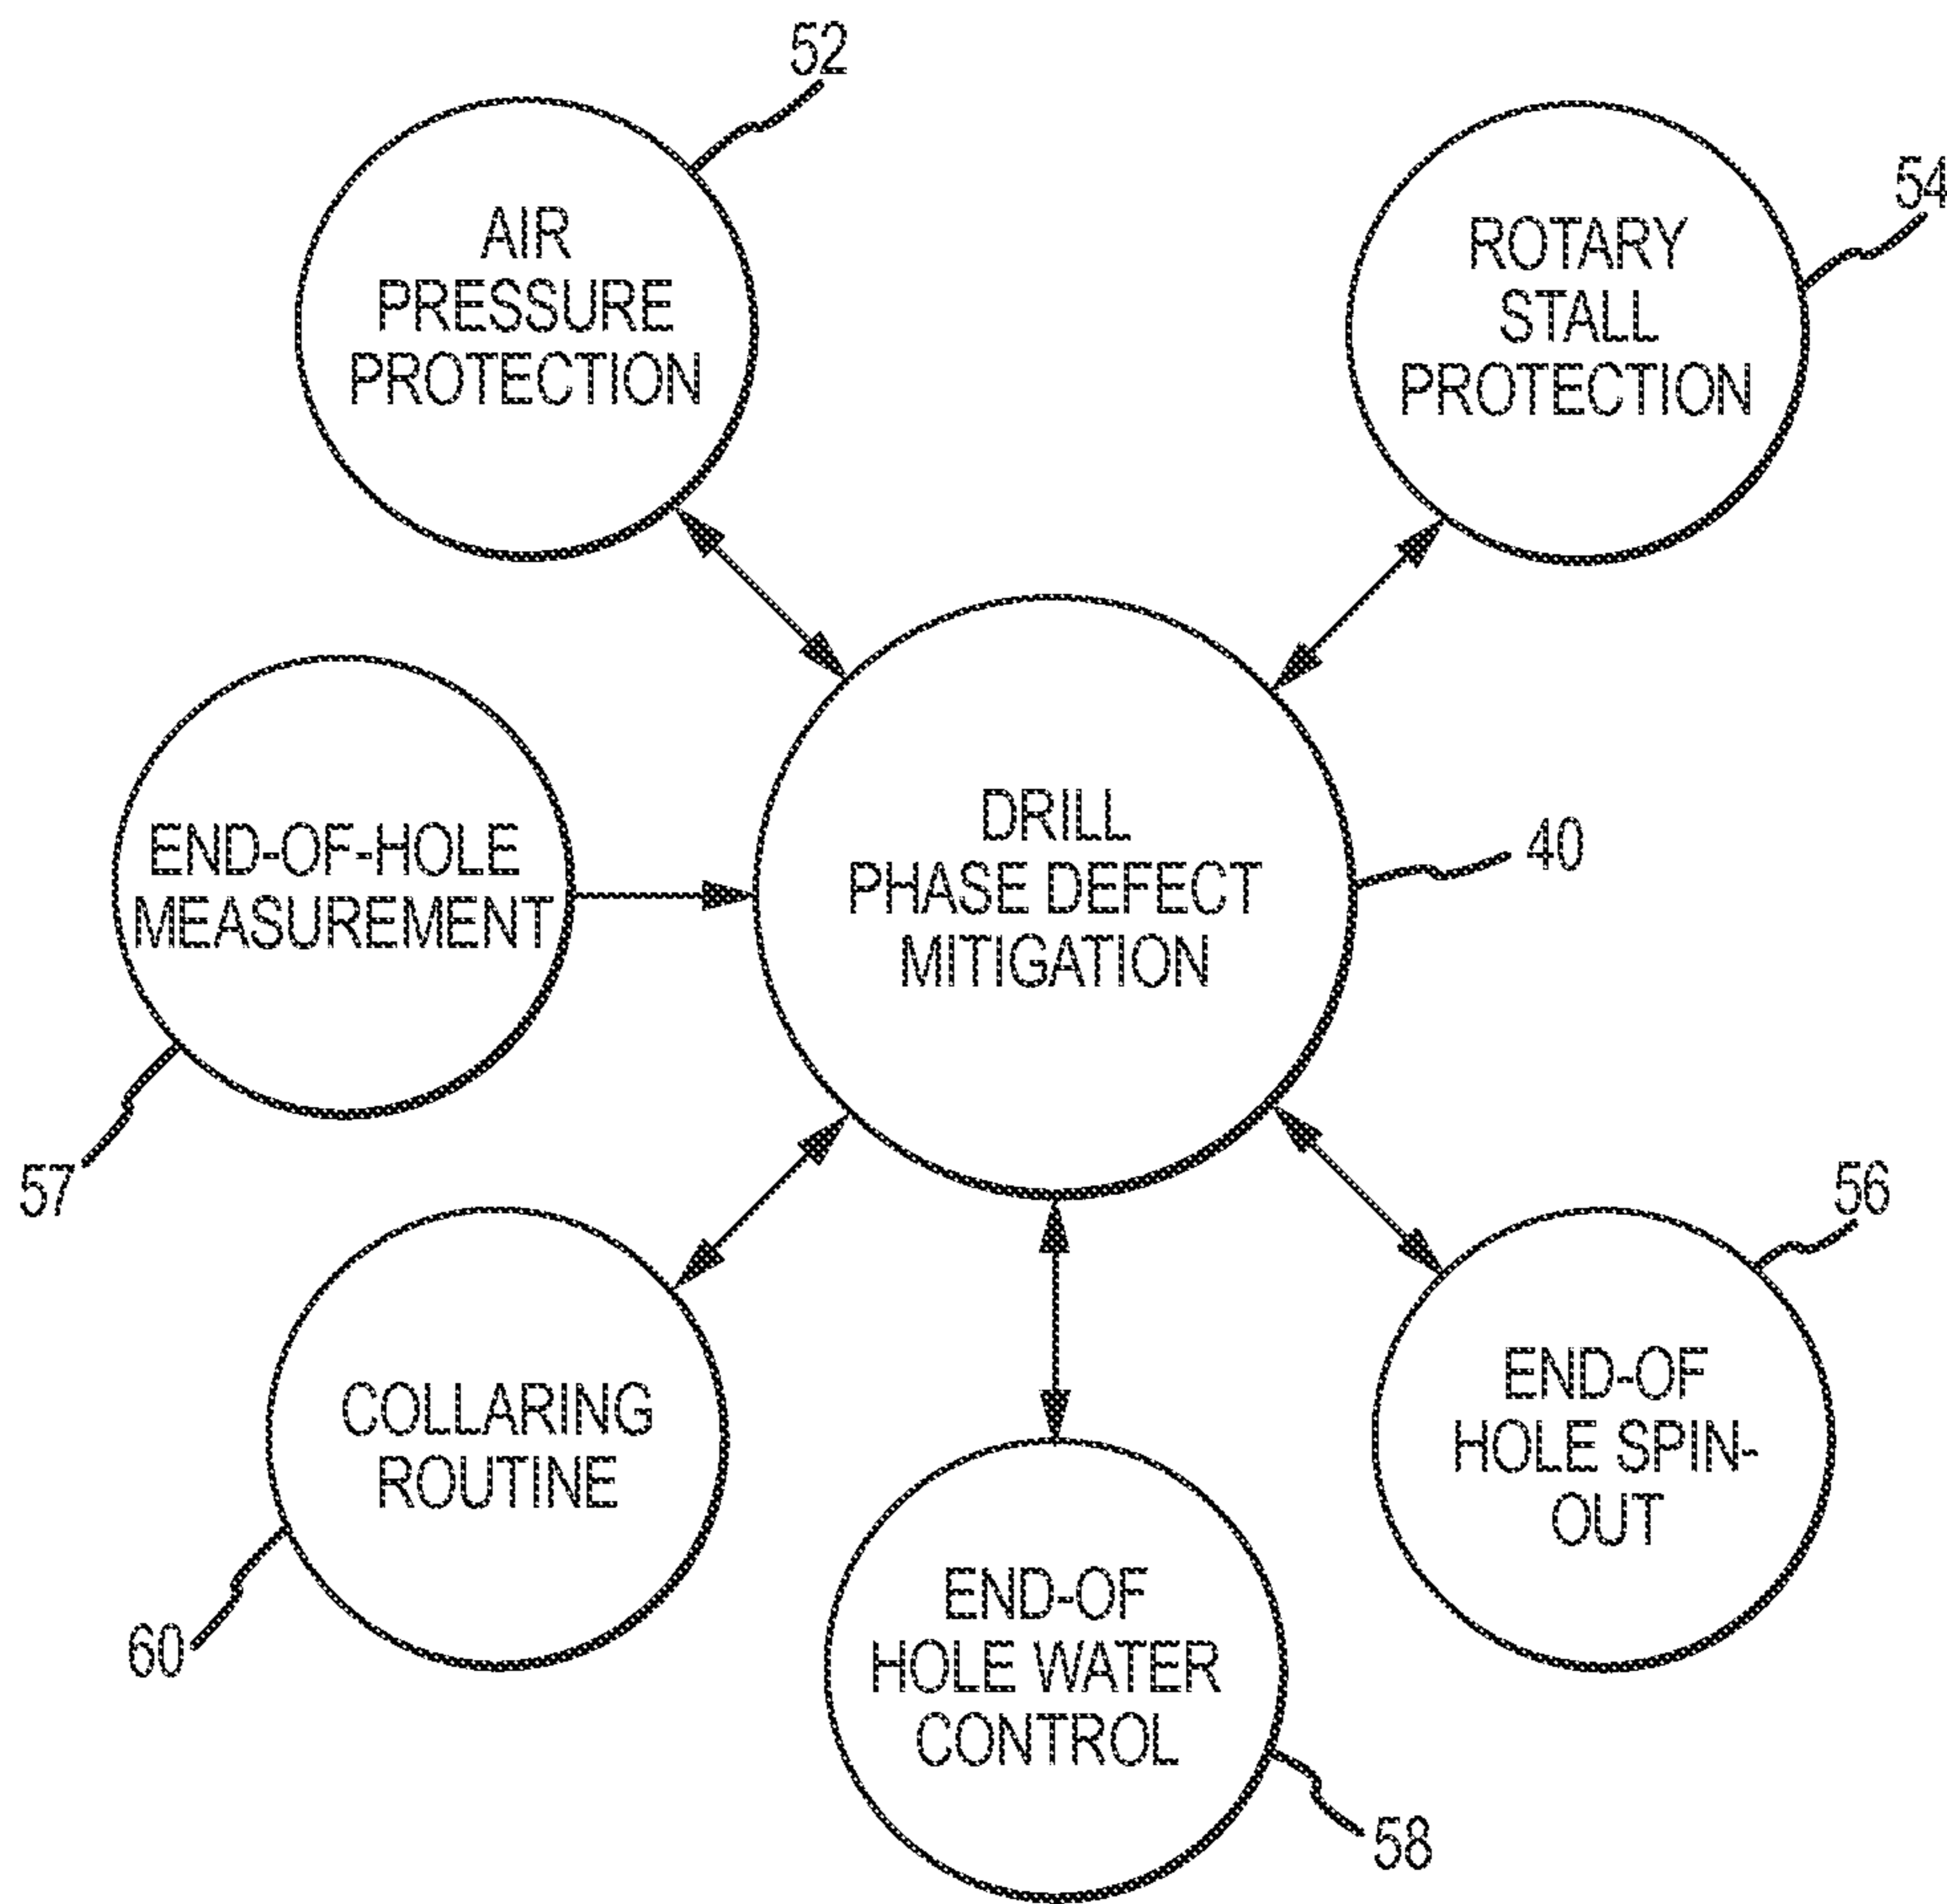 52
AIR
PRESSURE
PROTECTION
54
ROTARY
STALL
PROTECTION
END-OF-HOLE
MEASUREMENT
57
DRILL
PHASE DEFECT
MITIGATION
40
COLLARING
ROUTINE
60
END-OF
HOLE WATER
CONTROL
58
56
END-OF
HOLE SPIN-
OUT